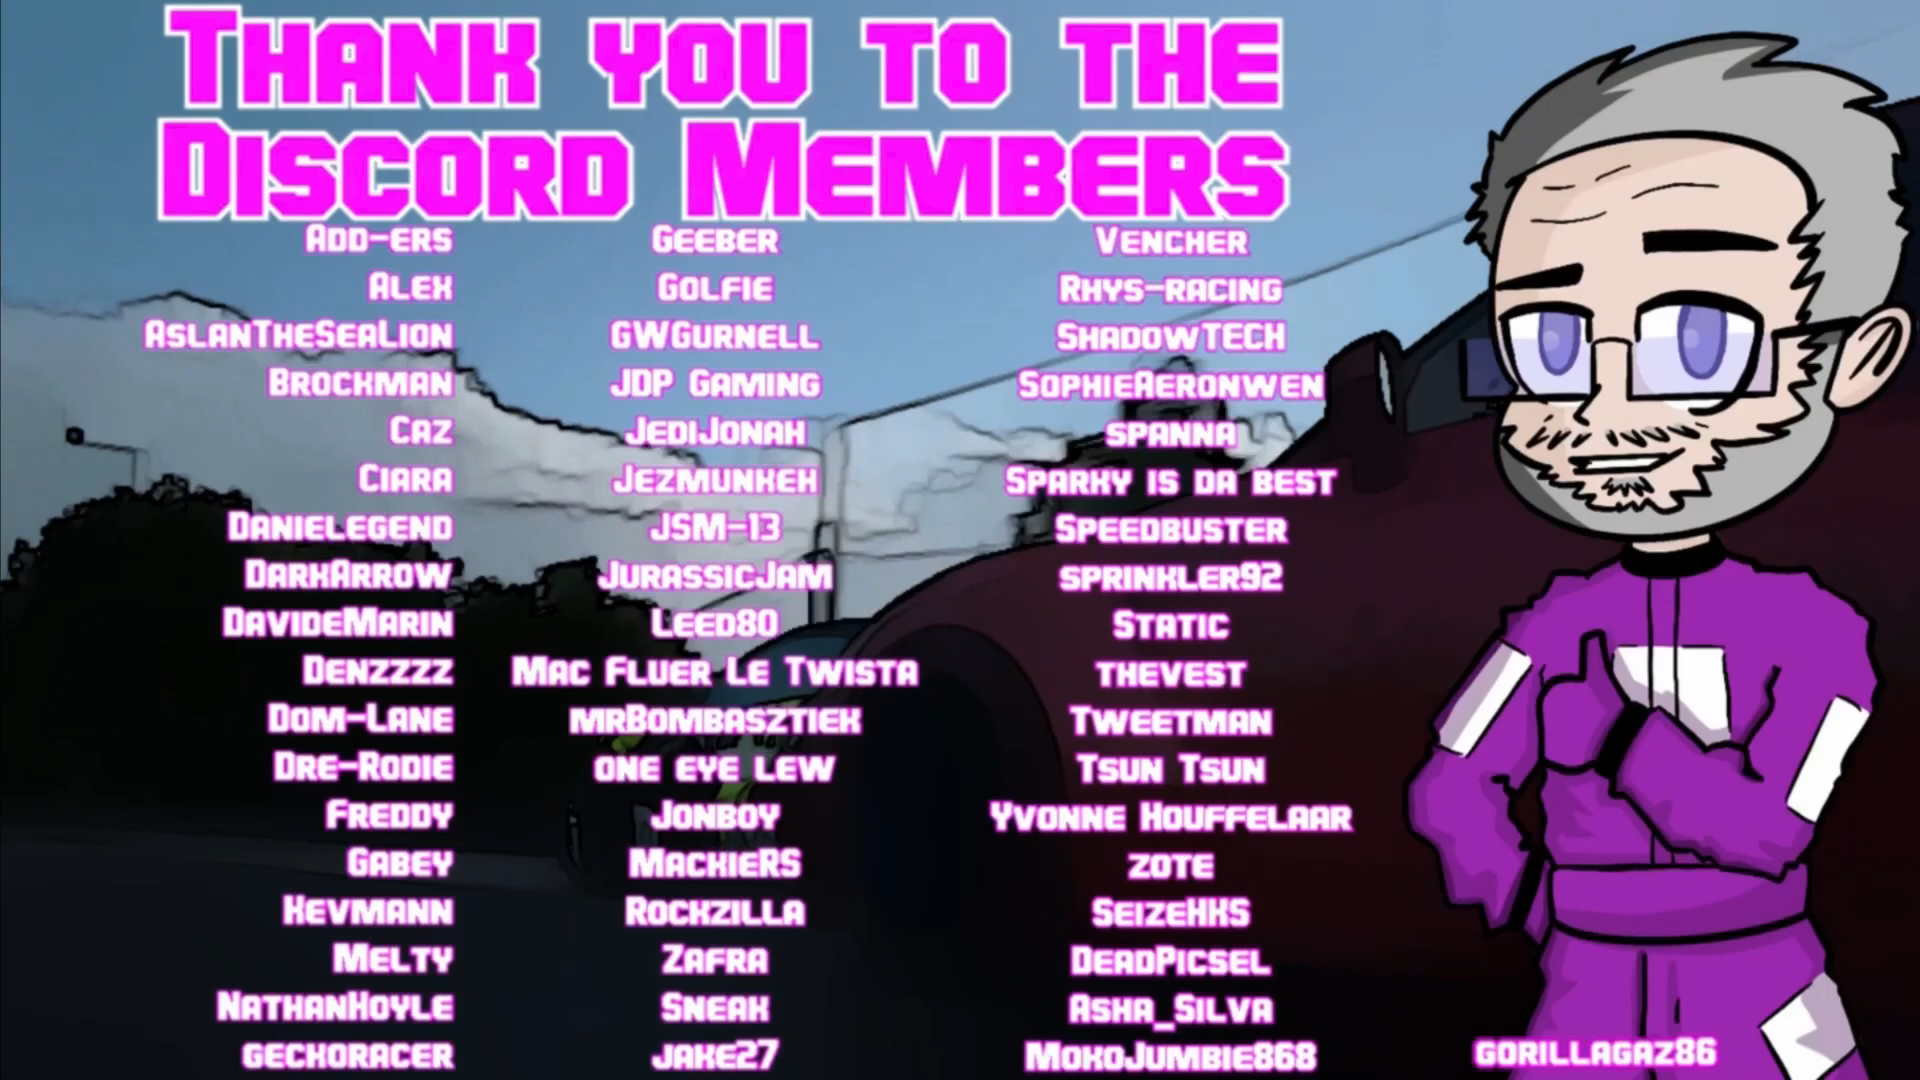 Thank you to the
Discord Members
Add-ers
Alex
AslanTheSeaLion
Brockman
Caz
Ciara
Danielegend
DarkArrow
DavideMarin
Denzzzz
Dom-Lane
Dre-Rodie
Freddy
Gabey
Kevmann
Melty
NathanHoyle
geckoracer
Geeber
Golfie
GWGurnell
JDP Gaming
JediJonah
Jezmunkeh
JSM-13
JurassicJam
Leed80
Mac Fluer Le Twista
mrBombasztiek
one eye lew
Jonboy
MackieRS
Rockzilla
Zafra
Sneak
jake27
Vencher
Rhys-racing
ShadowTECH
SophieAeronwen
spanna
Sparky is da best
Speedbuster
sprinkler92
Static
thevest
Tweetman
Tsun Tsun
Yvonne Houffelaar
zote
SeizeHKS
DeadPicsel
Asha_Silva
MokoJumbie868
gorillagaz86